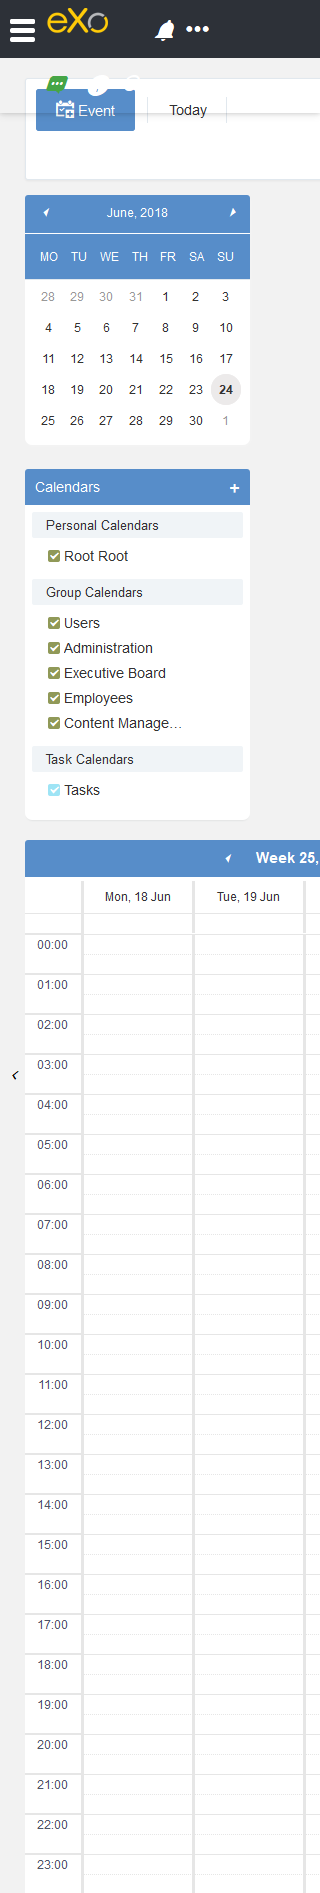 eXo
Event
Today
June, 2018
MO TU WE TH FR SA SU
28 29 30 31 1 2 3
4 5 6 7 8 9 10
11 12 13 14 15 16 17
18 19 20 21 22 23 24
25 26 27 28 29 30 1
Calendars +
Personal Calendars
Root Root
Group Calendars
Users
Administration
Executive Board
Employees
Content Manage...
Task Calendars
Tasks
Week 25,
Mon, 18 Jun Tue, 19 Jun
00:00
01:00
02:00
03:00
04:00
05:00
06:00
07:00
08:00
09:00
10:00
11:00
12:00
13:00
14:00
15:00
16:00
17:00
18:00
19:00
20:00
21:00
22:00
23:00